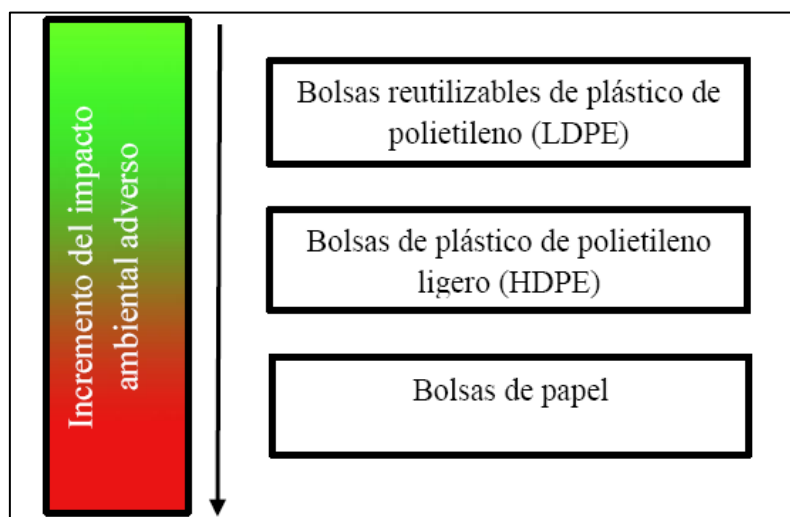 Incremento del impacto
ambiental adverso
Bolsas reutilizables de plástico de
polietileno (LDPE)
Bolsas de plástico de polietileno
ligero (HDPE)
Bolsas de papel